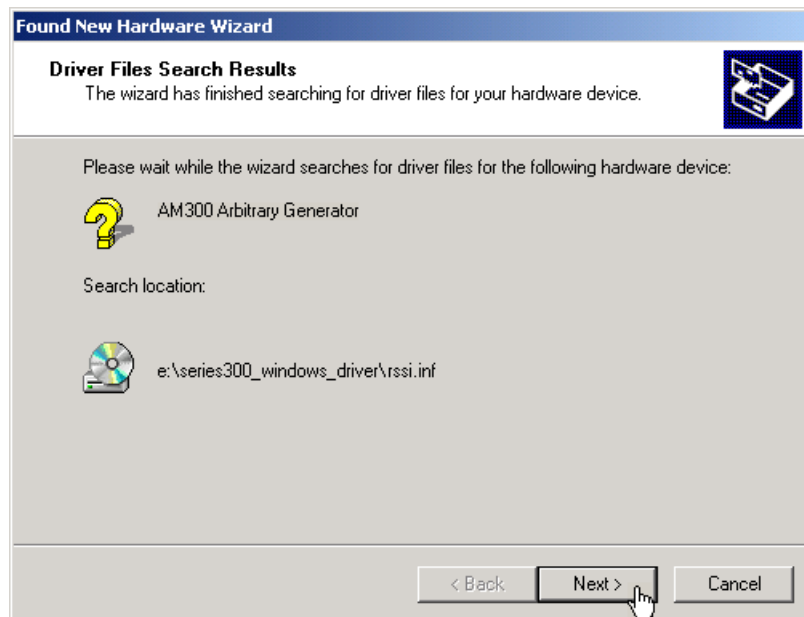 Found New Hardware Wizard
Driver Files Search Results
The wizard has finished searching for driver files for your hardware device.
Please wait while the wizard searches for driver files for the following hardware device:
AM300 Arbitrary Generator
Search location:
e:\series300_windows_driver\rssi.inf
< Back Next > Cancel